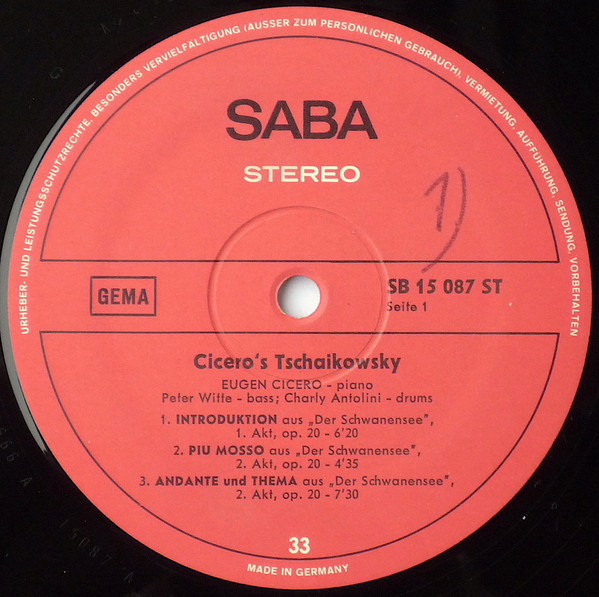 URHEBER- UND LEISTUNGSSCHUTZRECHTE, BESONDERS VERVIELFÄLTIGUNG (AUSSER ZUM PERSÖNLICHEN GEBRAUCH), VERMIETUNG, AUFFÜHRUNG, SENDUNG, VORBEHALTEN
SABA
STEREO
1)
GEMA
SB 15 087 ST
Seite 1
Cicero's Tschaikowsky
EUGEN CICERO - piano
Peter Witte - bass; Charly Antolini - drums
1. INTRODUKTION aus „Der Schwanensee",
1. Akt, op. 20 - 6'20
2. PIU MOSSO aus „Der Schwanensee",
2. Akt, op. 20 - 4'35
3. ANDANTE und THEMA aus „Der Schwanensee",
2. Akt, op. 20 - 7'30
33
MADE IN GERMANY